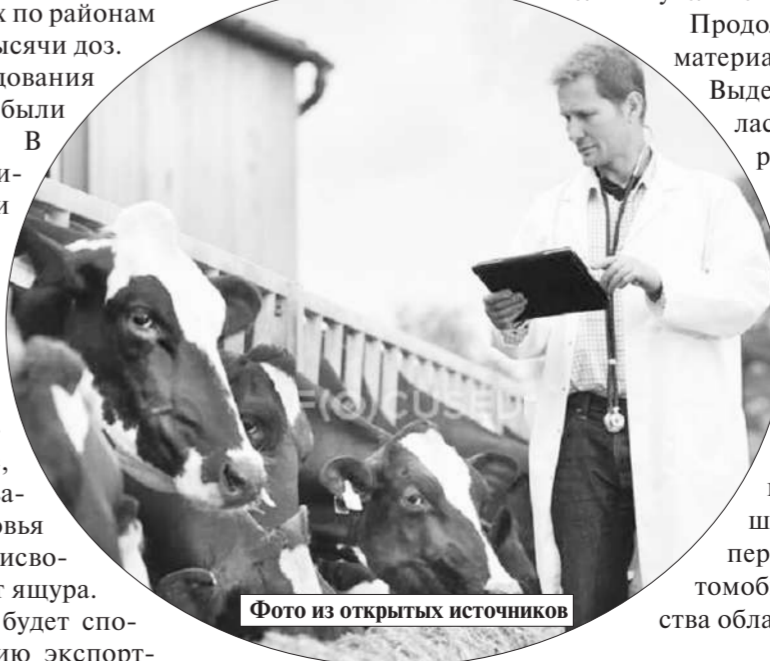 х по районам
ысячи доз.
дования
были
В
и-
и
,
а-
овья
исво-
т ящура.
будет спо-
ию экспорт-
Продол
материа
Выде
лас
р
ш
пер
томоб
ства обла
F(O)CUSED
Фото из открытых источников